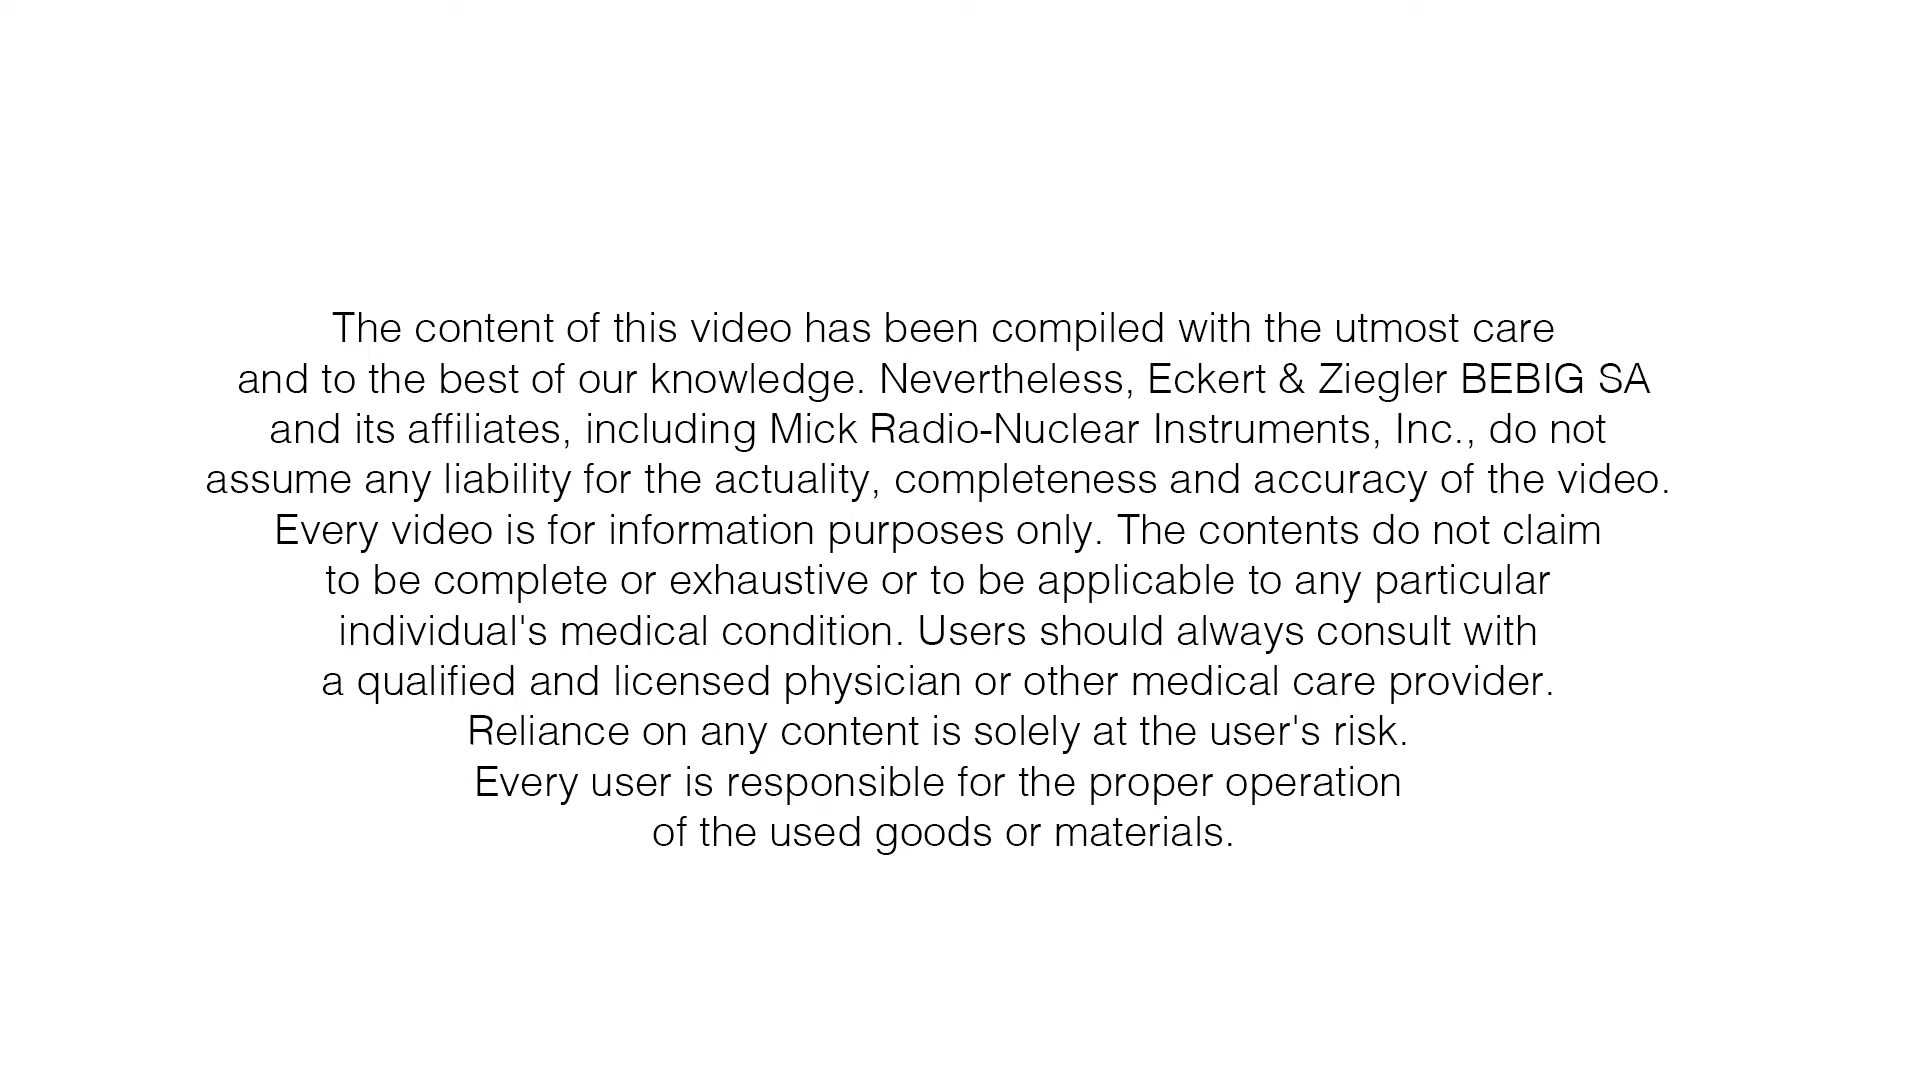 The content of this video has been compiled with the utmost care
and to the best of our knowledge. Nevertheless, Eckert & Ziegler BEBIG SA
and its affiliates, including Mick Radio-Nuclear Instruments, Inc., do not
assume any liability for the actuality, completeness and accuracy of the video.
Every video is for information purposes only. The contents do not claim
to be complete or exhaustive or to be applicable to any particular
individual's medical condition. Users should always consult with
a qualified and licensed physician or other medical care provider.
Reliance on any content is solely at the user's risk.
Every user is responsible for the proper operation
of the used goods or materials.